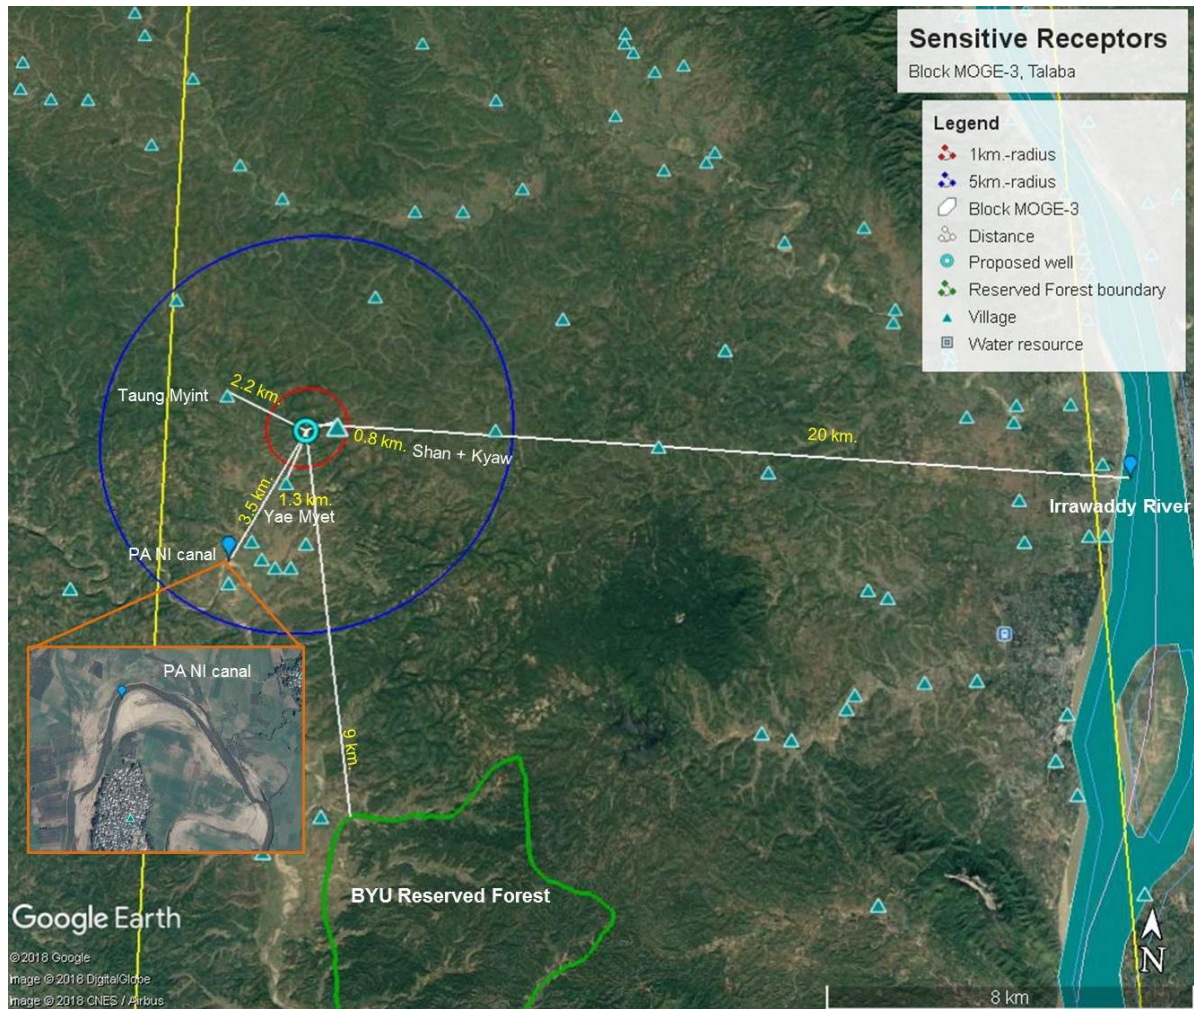 Sensitive Receptors
Block MOGE-3, Talaba
Legend
1km.-radius
5km.-radius
Block MOGE-3
Distance
Proposed well
Reserved Forest boundary
Village
Water resource
Taung Myint
2.2 km.
0.8 km.
Shan + Kyaw
20 km.
3.5 km.
1.3 km.
Yae Myet
Irrawaddy River
PA NI canal
PA NI canal
9 km.
BYU Reserved Forest
Google Earth
© 2018 Google
Image © 2018 DigitalGlobe
Image © 2018 CNES / Airbus
N
8 km